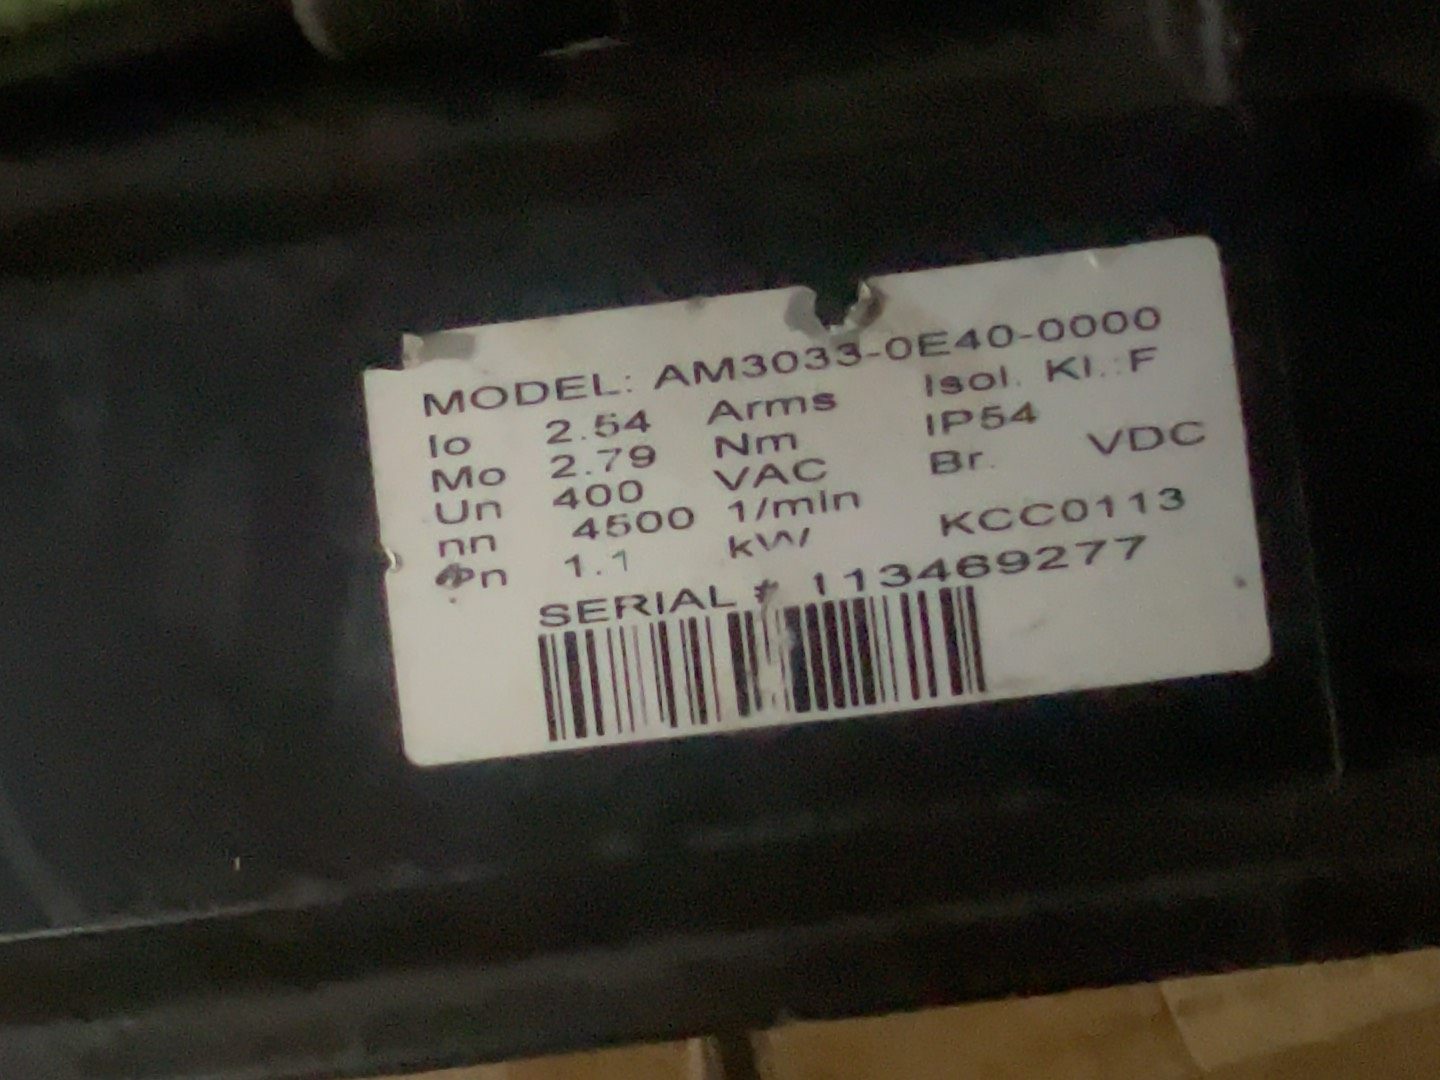 MODEL: AM3033-0E40-0000
Io 2.54 Arms Isol. Kl.:F
Mo 2.79 Nm IP54
Un 400 VAC Br. VDC
nn 4500 1/min
Pn 1.1 kW KCC0113
SERIAL # 113469277